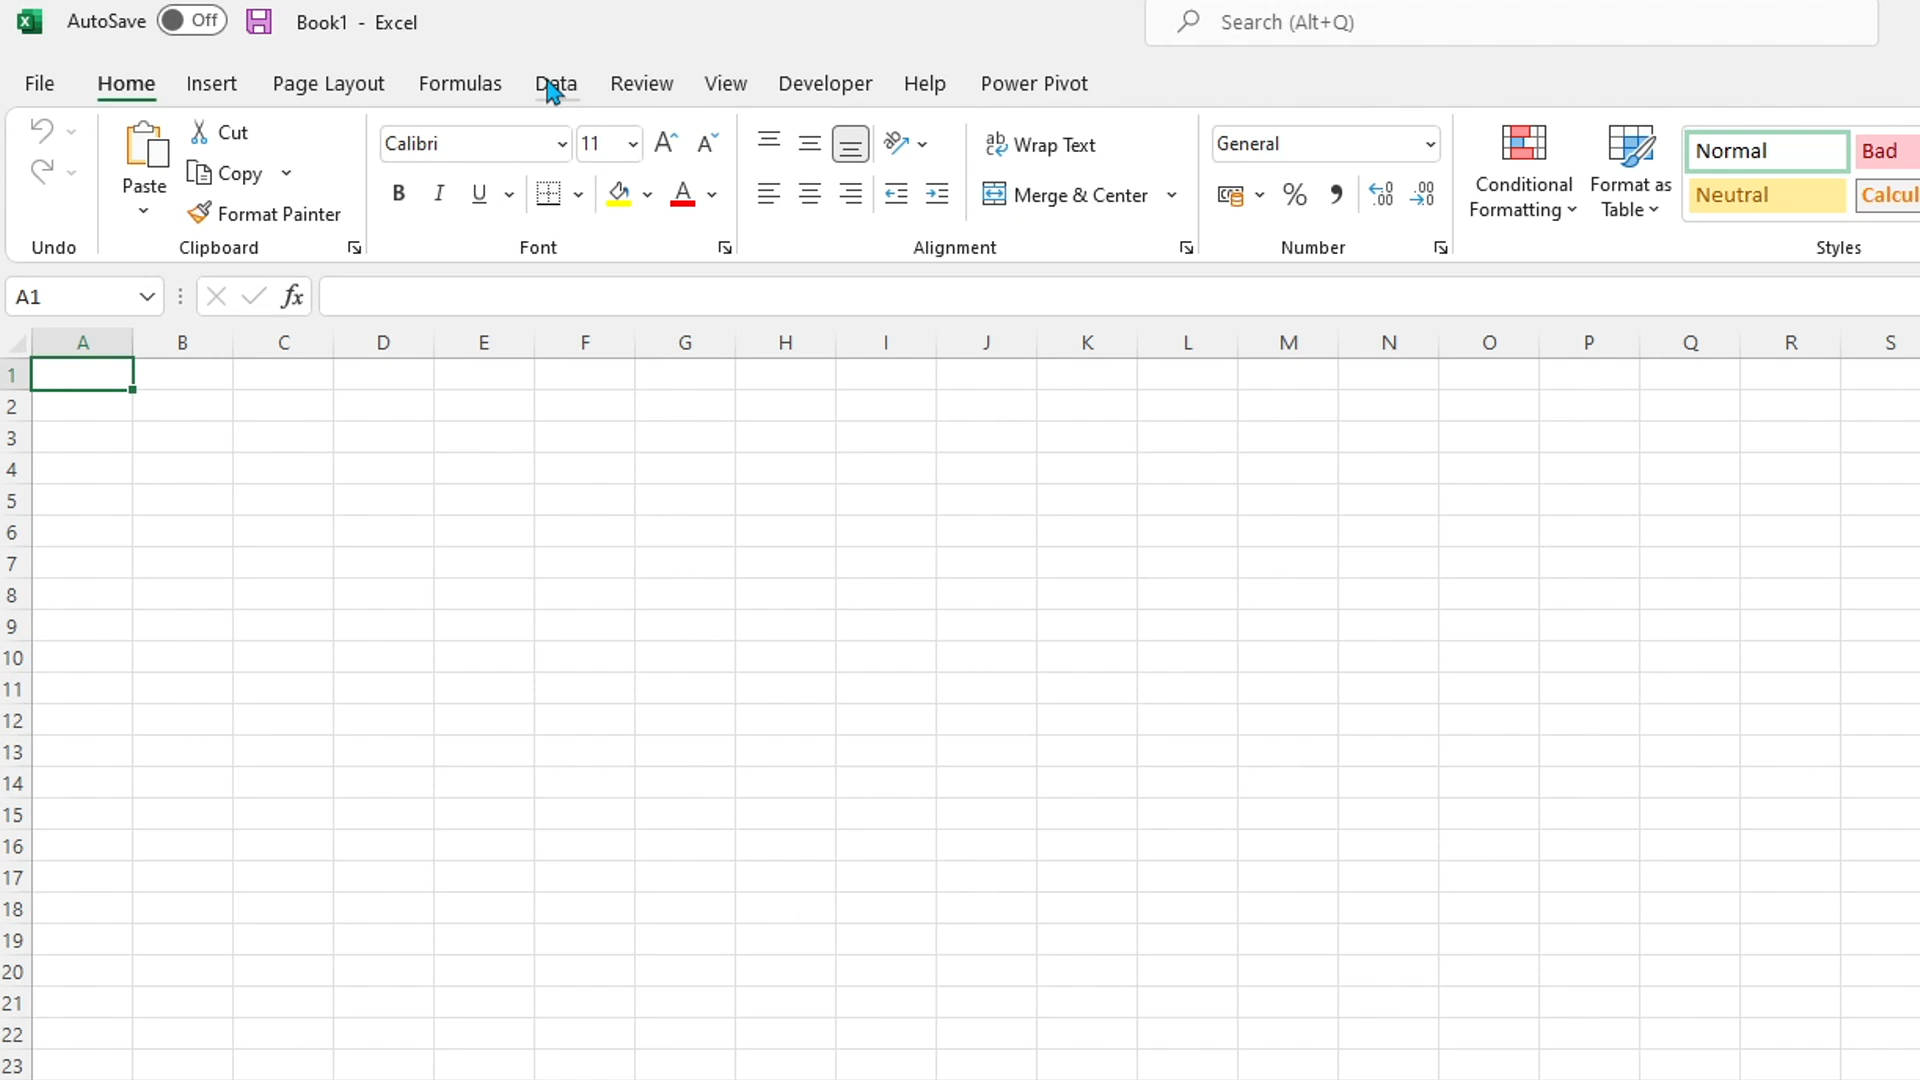 AutoSave Off Book1 - Excel Search (Alt+Q)
File Home Insert Page Layout Formulas Data Review View Developer Help Power Pivot
Cut
Copy
Format Painter
Paste
Undo
Clipboard
Calibri 11
B I U A
Font
ab Wrap Text
Merge & Center
Alignment
General
%
Number
Conditional Formatting
Format as Table
Normal Bad
Neutral Calcul
Styles
A1 fx
A B C D E F G H I J K L M N O P Q R S
1
2
3
4
5
6
7
8
9
10
11
12
13
14
15
16
17
18
19
20
21
22
23